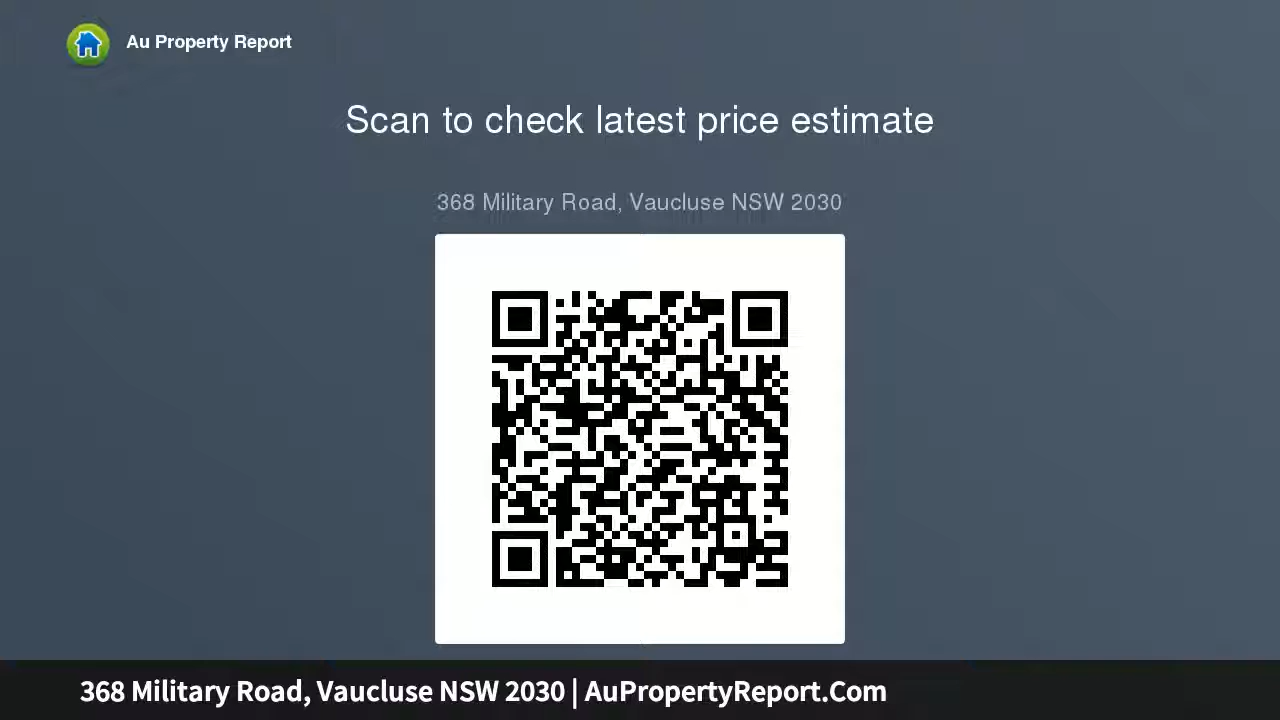 Au Property Report
Scan to check latest price estimate
368 Military Road, Vaucluse NSW 2030
368 Military Road, Vaucluse NSW 2030 | AuPropertyReport.Com